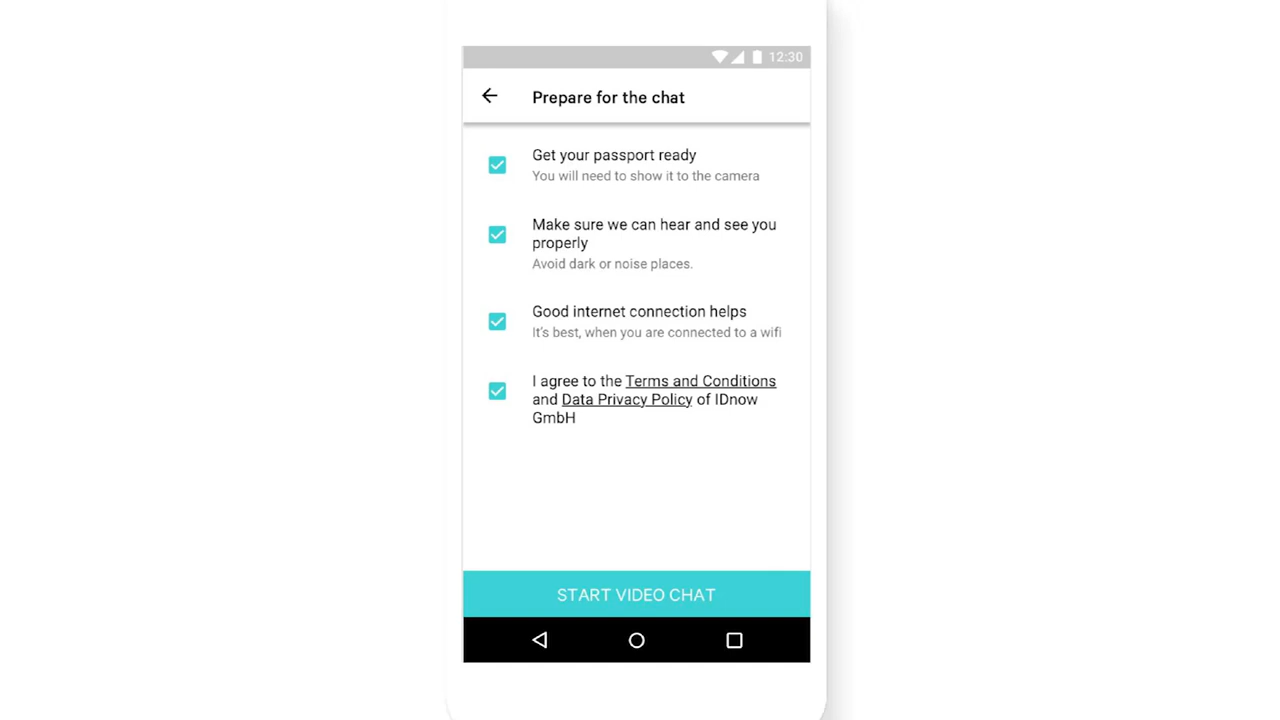 12:30
Prepare for the chat
Get your passport ready
You will need to show it to the camera
Make sure we can hear and see you
properly
Avoid dark or noise places.
Good internet connection helps
It's best, when you are connected to a wifi
I agree to the Terms and Conditions
and Data Privacy Policy of IDnow
GmbH
START VIDEO CHAT